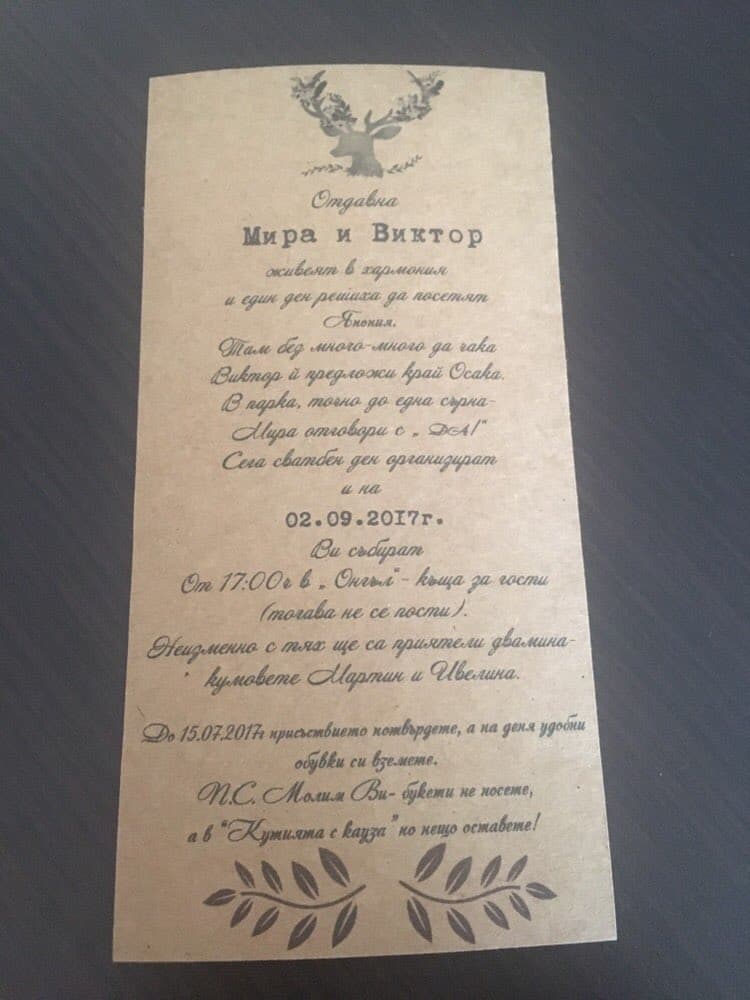 Отдавна
Мира и Виктор
живеят в хармония
и един ден решиха да посетят
Япония.
Там без много-много да чака
Виктор ѝ предложи край Осака.
В парка, точно до една сърна-
Мира отговори с „ ДА!“
Сега сватбен ден организират
и на
02.09.2017г.
Ви събират
От 17:00ч в „ Онгъл“ - къща за гости
(тогава не се пости).
Неизменно с тях ще са приятели двамина-
кумовете Мартин и Ивелина.
До 15.07.2017г присъствието потвърдете, а на деня удобни
обувки си вземете.
П.С. Молим Ви- букети не носете,
а в “Кутията с кауза” по нещо оставете!